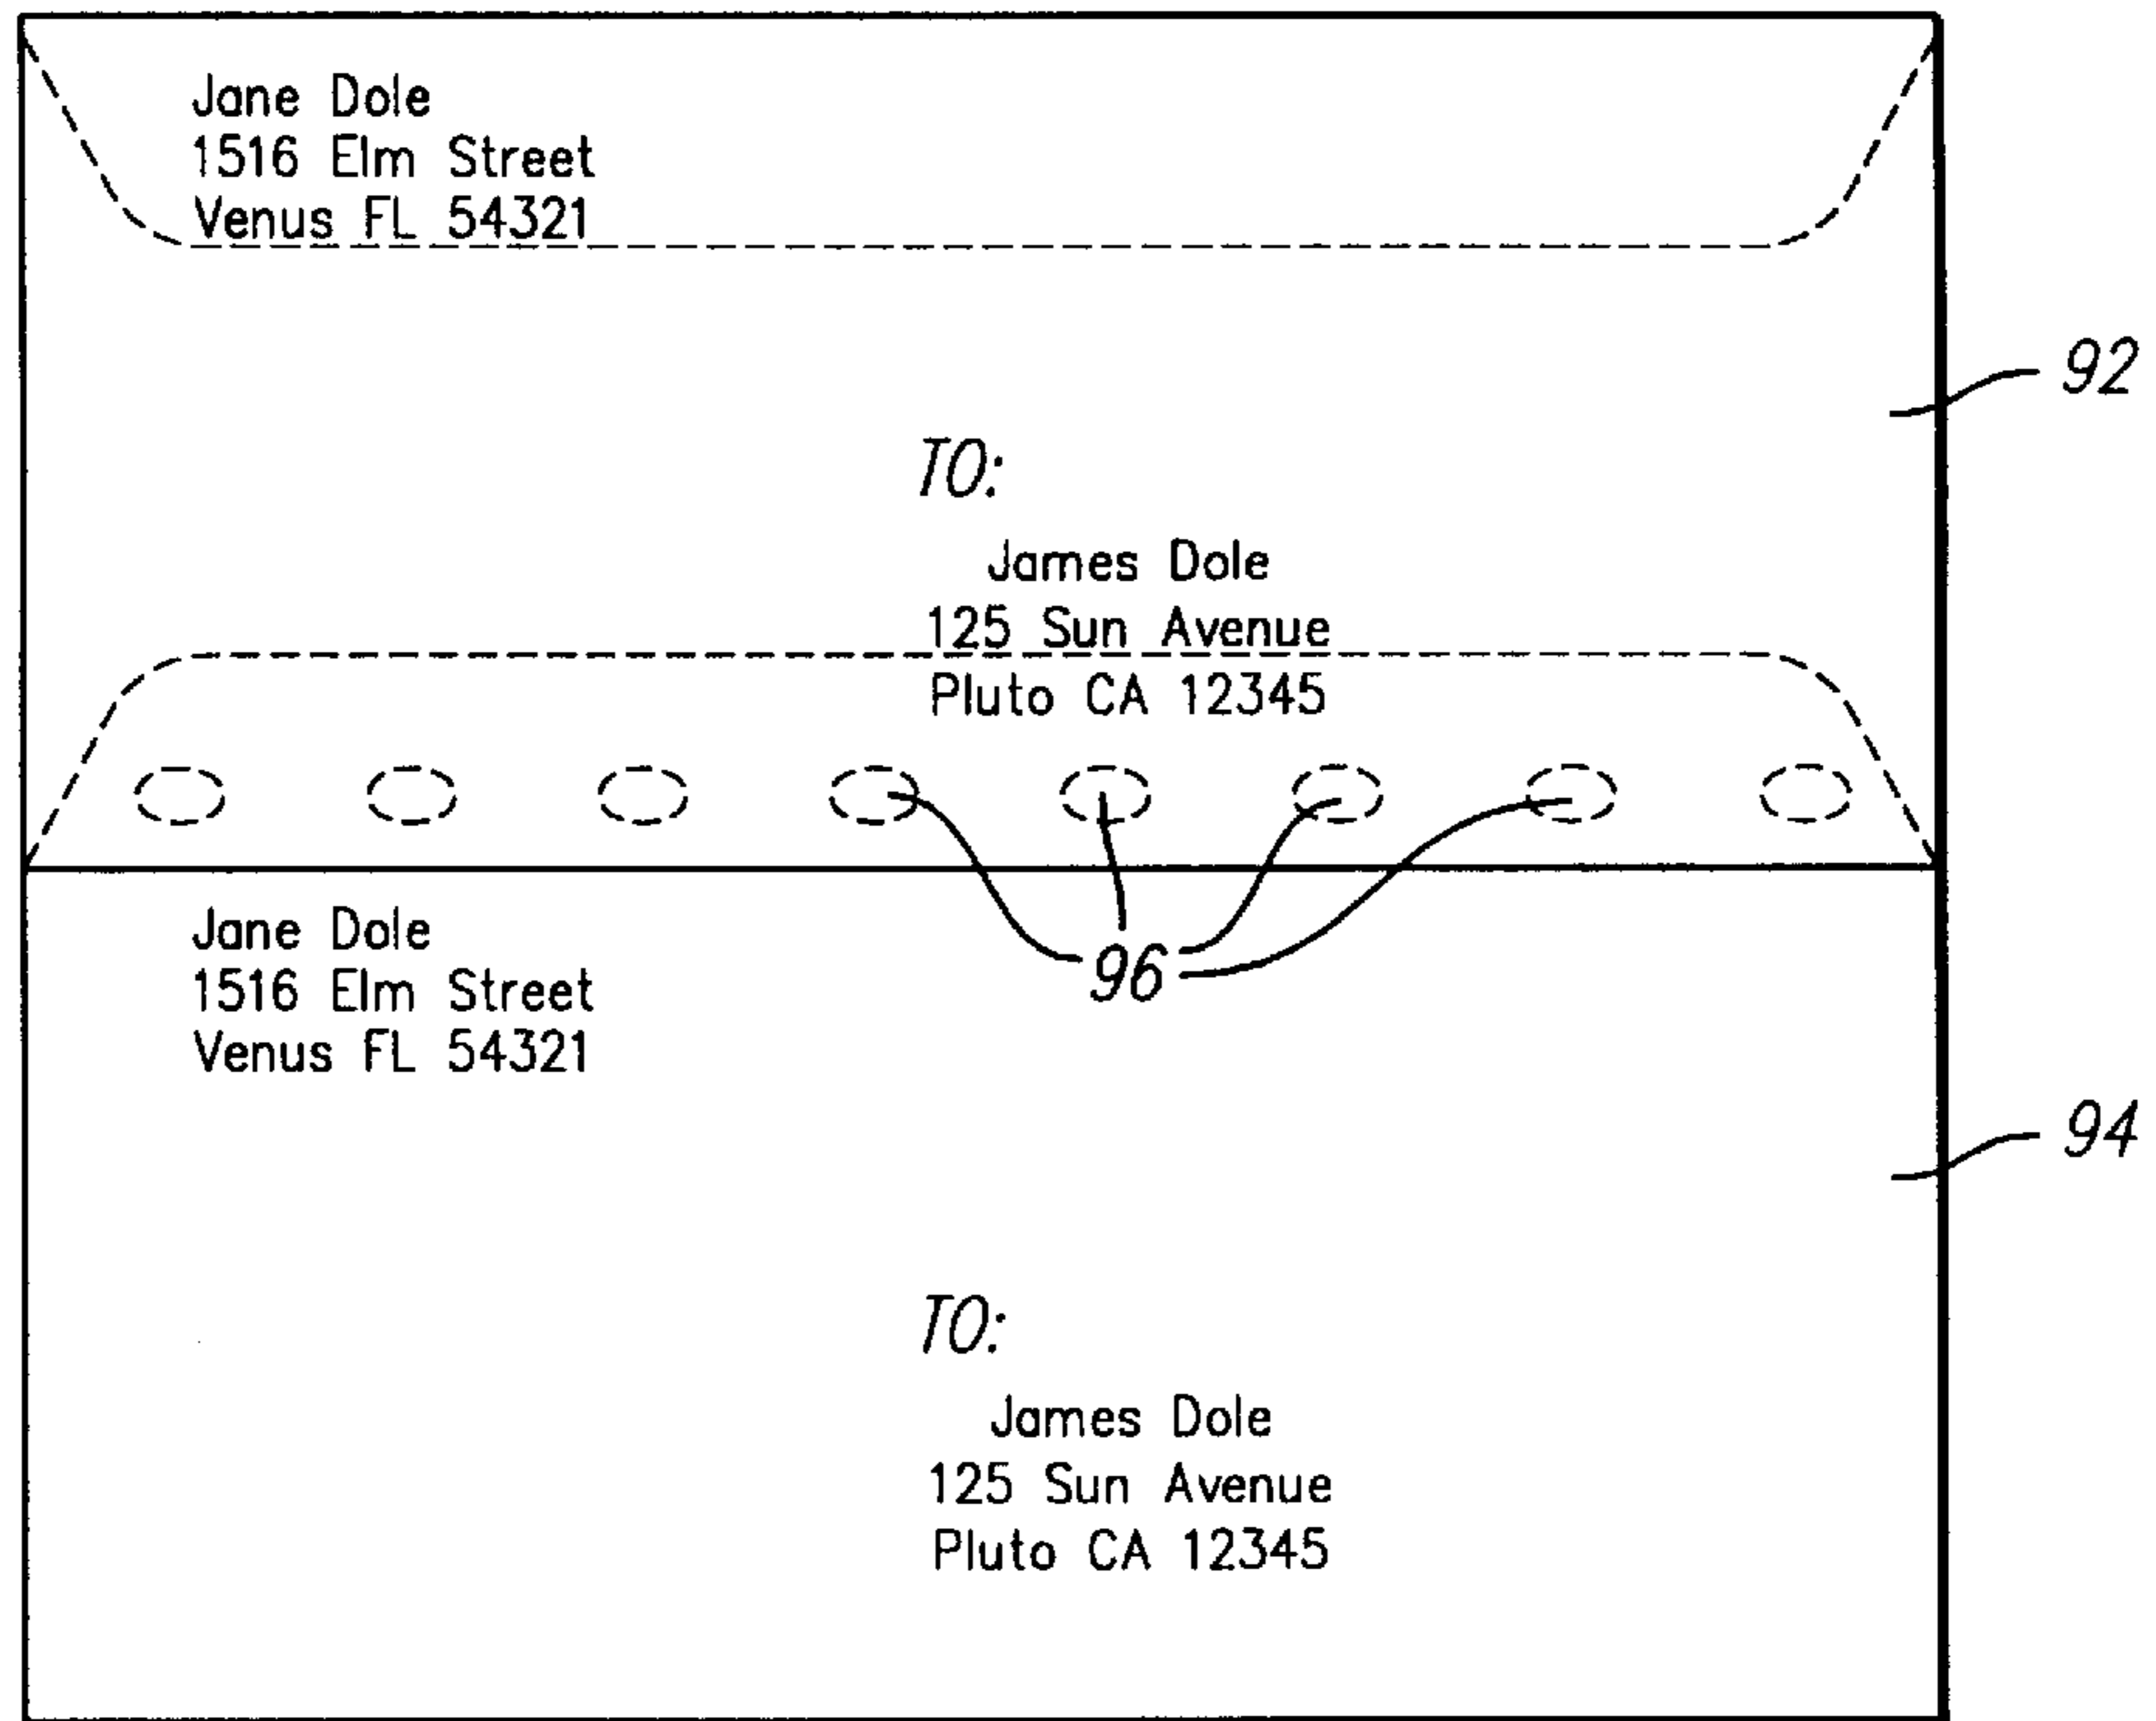 Jane Dole
1516 Elm Street
Venus FL 54321
92
TO:
James Dole
125 Sun Avenue
Pluto CA 12345
Jane Dole
1516 Elm Street
Venus FL 54321
96
94
TO:
James Dole
125 Sun Avenue
Pluto CA 12345